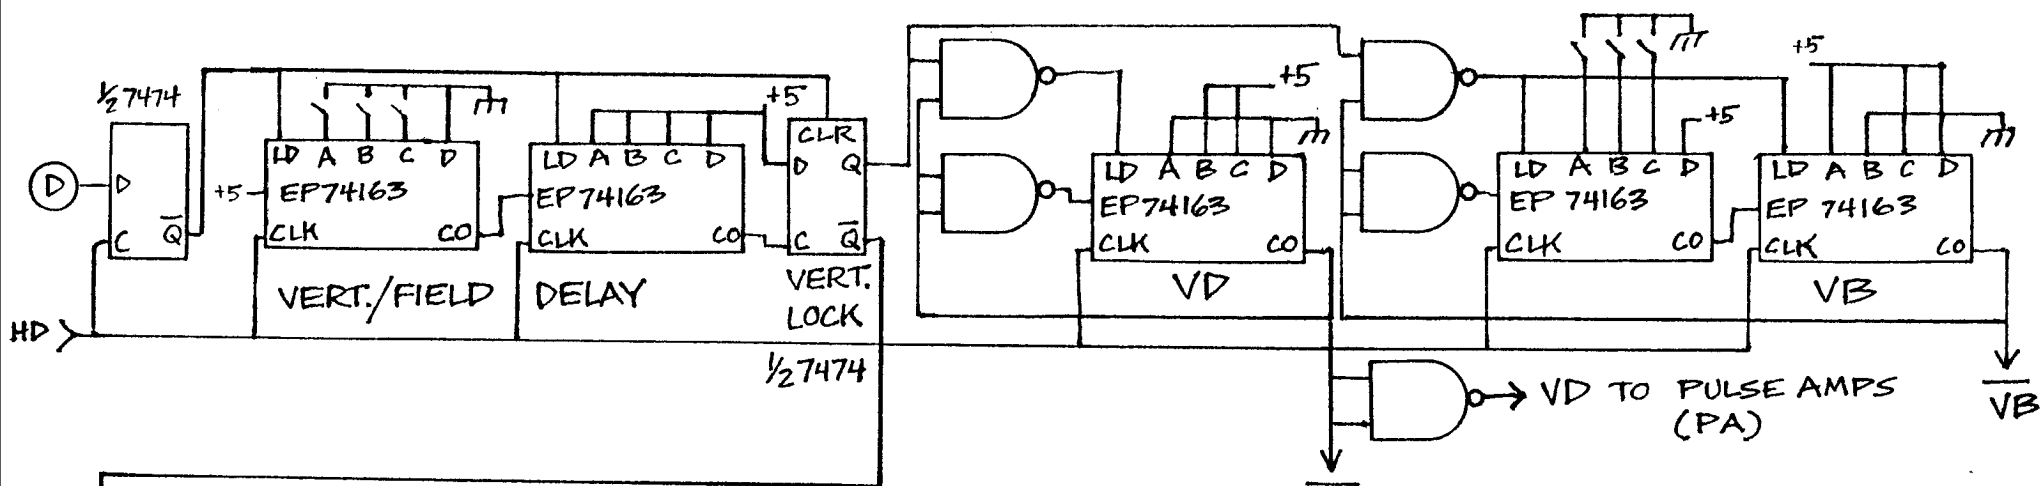 ½7474
D
D
C
Q̅
HD
+5
LD A B C D
EP74163
CLK CO
VERT./FIELD
LD A B C D
EP74163
CLK CO
DELAY
+5
CLR
D Q
C Q̅
VERT.
LOCK
½7474
+5
LD A B C D
EP74163
CLK CO
VD
VD TO PULSE AMPS
(PA)
+5
LD A B C D
EP 74163
CLK CO
+5
LD A B C D
EP 74163
CLK CO
VB
V̅B̅